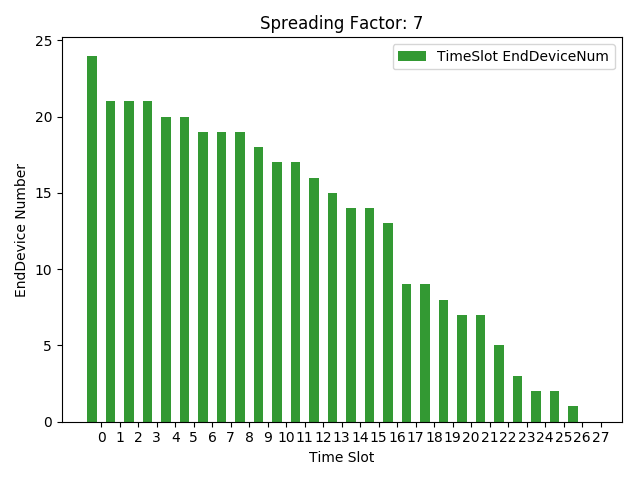 Spreading Factor: 7
TimeSlot EndDeviceNum
EndDevice Number
25
20
15
10
5
0
0 1 2 3 4 5 6 7 8 9 10 11 12 13 14 15 16 17 18 19 20 21 22 23 24 25 26 27
Time Slot